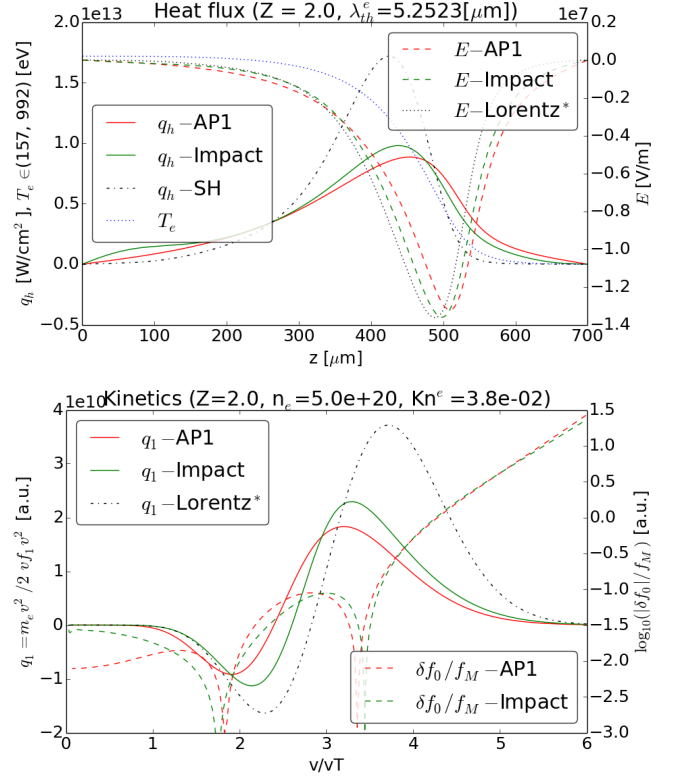 Heat flux (Z = 2.0, λ_th^e=5.2523[μm])
2.0 1e13
1e7 0.2
1.5
1.0
0.5
0.0
−0.5
q_h [W/cm² ], T_e ∈(157, 992) [eV]
q_h−AP1
q_h−Impact
q_h−SH
T_e
E−AP1
E−Impact
E−Lorentz*
0.0
−0.2
−0.4
−0.6
−0.8
−1.0
−1.2
−1.4
E [V/m]
0 100 200 300 400 500 600 700
z [μm]
Kinetics (Z=2.0, n_e=5.0e+20, Kn^e =3.8e-02)
4 1e10
3
2
1
0
−1
−2
q_1 = m_e v² /2 vf_1 v² [a.u.]
q_1−AP1
q_1−Impact
q_1−Lorentz*
δf_0/f_M−AP1
δf_0/f_M−Impact
1.5
1.0
0.5
0.0
−0.5
−1.0
−1.5
−2.0
−2.5
−3.0
log_10(|δf_0|/f_M) [a.u.]
0 1 2 3 4 5 6
v/vT